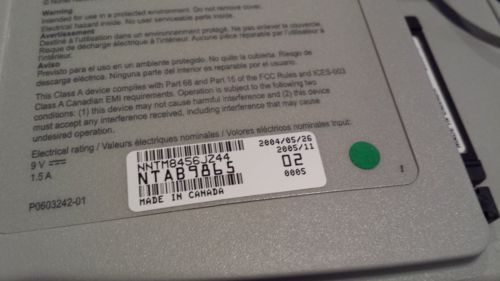 Warning
Intended for use in a protected environment. Do not remove cover.
Electrical hazard inside. No user serviceable parts inside.
Avertissement
Destiné à l'utilisation dans un environnement protégé. Ne pas enlever la couverture.
Risque de décharge électrique à l'intérieur. Aucune pièce réparable par l'utilisateur à
l'intérieur.
Aviso
Previsto para el uso en un ambiente protegido. No quite la cubierta. Riesgo de
descarga eléctrica. Ninguna parte del interior es reparable por el usuario.
This Class A device complies with Part 68 and Part 15 of the FCC Rules and ICES-003
Class A Canadian EMI requirements. Operation is subject to the following two
conditions: (1) this device may not cause harmful interference and (2) this device
must accept any interference received, including interference that may cause
undesired operation.
Electrical rating / Valeurs électriques nominales / Valores eléctricos nominales Input:
9 V
1.5 A
NNTM8456JZ44
NTAB9865
MADE IN CANADA
2004/05/26
2005/11
02
0005
P0603242-01